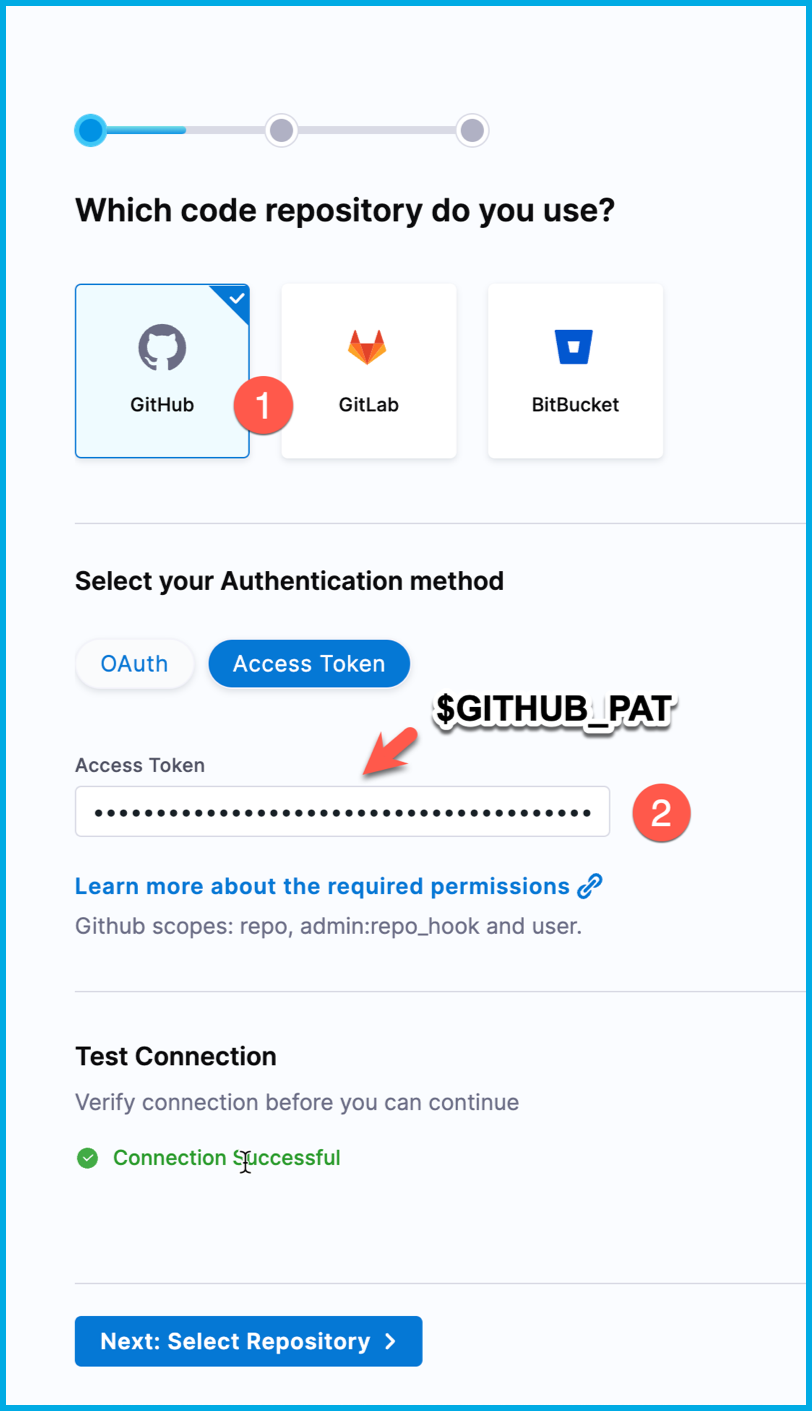 Which code repository do you use?
GitHub
1
GitLab
BitBucket
Select your Authentication method
OAuth
Access Token
$GITHUB_PAT
Access Token
••••••••••••••••••••••••••••••••••••••••
2
Learn more about the required permissions
Github scopes: repo, admin:repo_hook and user.
Test Connection
Verify connection before you can continue
Connection Successful
Next: Select Repository >